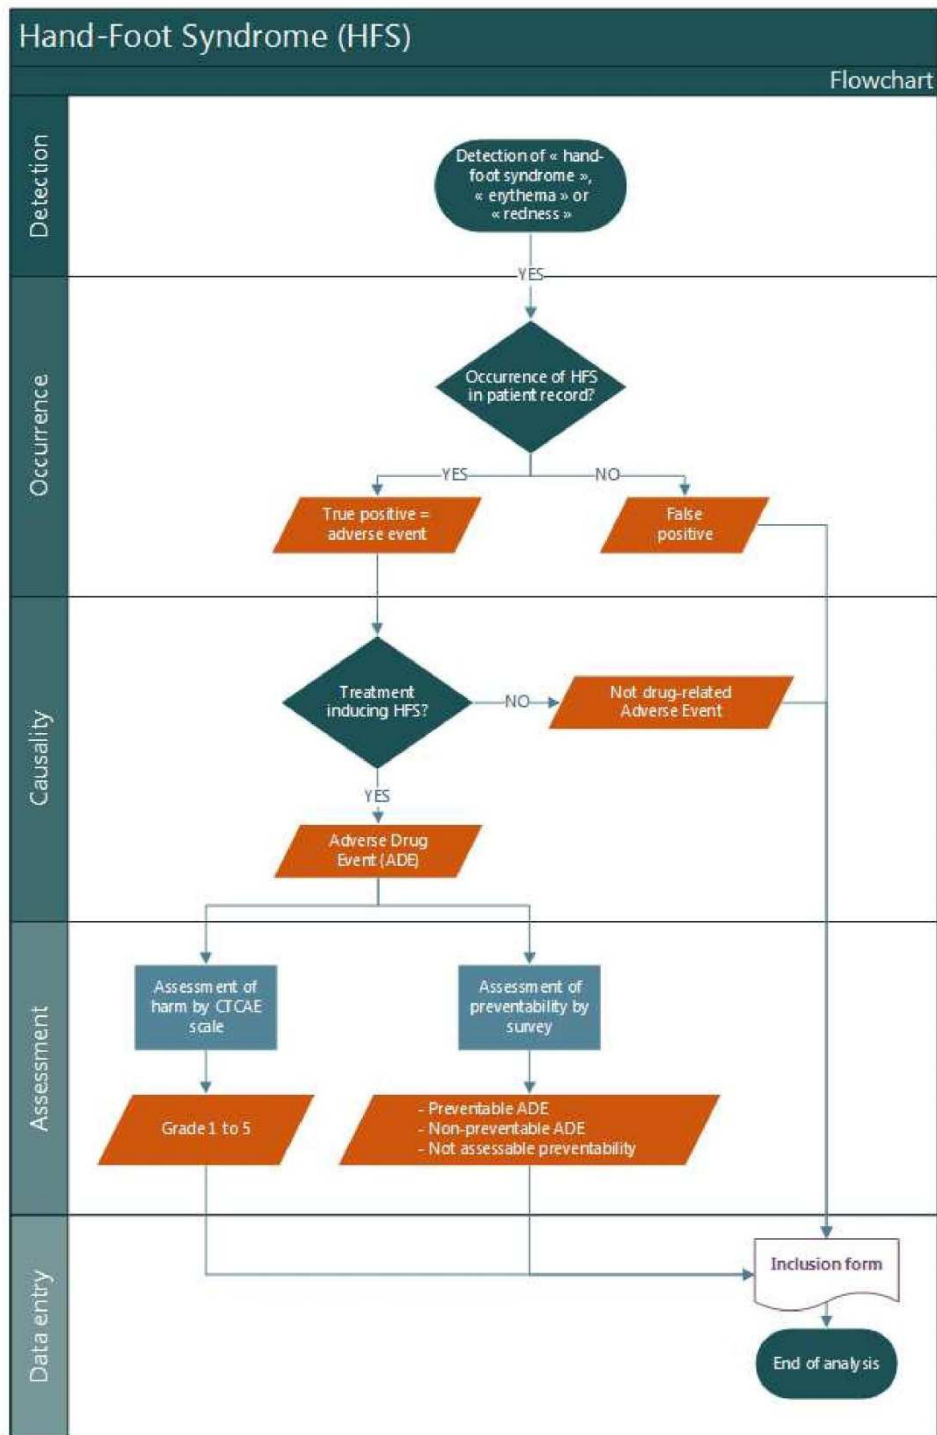 Hand-Foot Syndrome (HFS)
Flowchart
Detection
Detection of « hand-
foot syndrome »,
« erythema » or
« redness »
YES
Occurrence
Occurrence of HFS
in patient record?
YES
NO
True positive =
adverse event
False
positive
Causality
Treatment
inducing HFS?
NO
Not drug-related
Adverse Event
YES
Adverse Drug
Event (ADE)
Assessment
Assessment of
harm by CTCAE
scale
Assessment of
preventability by
survey
Grade 1 to 5
- Preventable ADE
- Non-preventable ADE
- Not assessable preventability
Data entry
Inclusion form
End of analysis